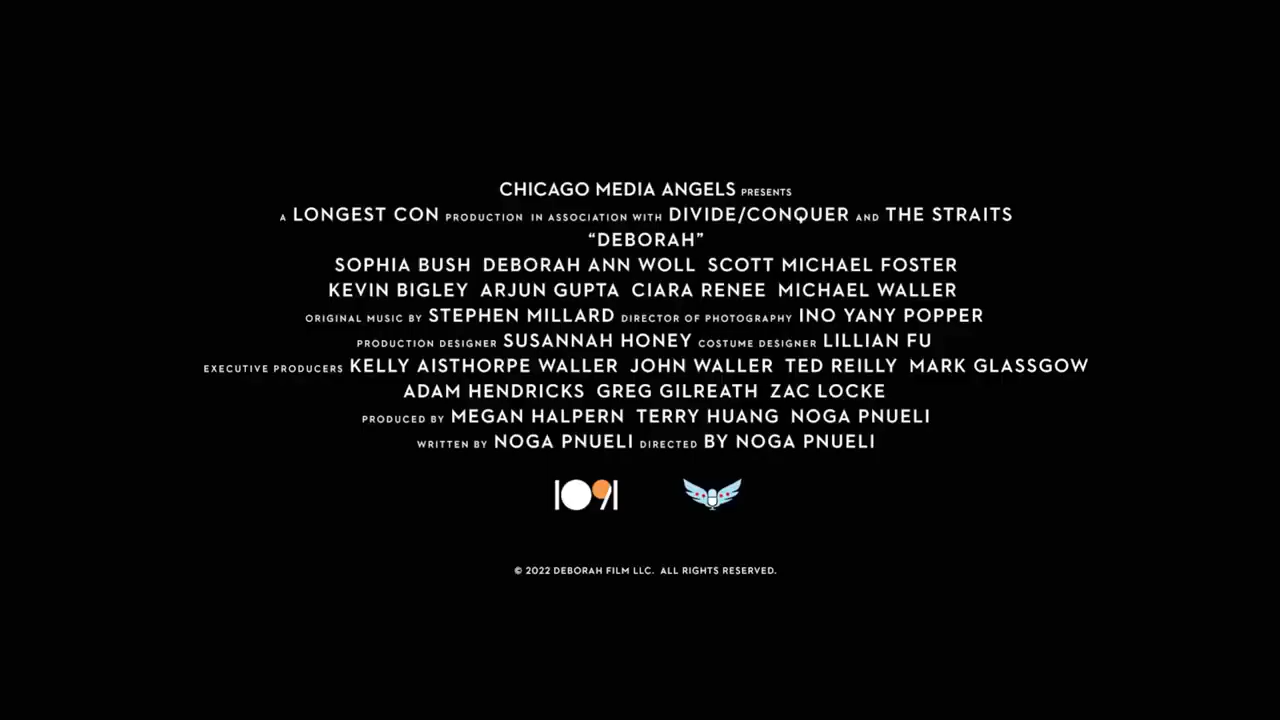 CHICAGO MEDIA ANGELS PRESENTS
A LONGEST CON PRODUCTION IN ASSOCIATION WITH DIVIDE/CONQUER AND THE STRAITS
“DEBORAH”
SOPHIA BUSH DEBORAH ANN WOLL SCOTT MICHAEL FOSTER
KEVIN BIGLEY ARJUN GUPTA CIARA RENEE MICHAEL WALLER
ORIGINAL MUSIC BY STEPHEN MILLARD DIRECTOR OF PHOTOGRAPHY INO YANY POPPER
PRODUCTION DESIGNER SUSANNAH HONEY COSTUME DESIGNER LILLIAN FU
EXECUTIVE PRODUCERS KELLY AISTHORPE WALLER JOHN WALLER TED REILLY MARK GLASSGOW
ADAM HENDRICKS GREG GILREATH ZAC LOCKE
PRODUCED BY MEGAN HALPERN TERRY HUANG NOGA PNUELI
WRITTEN BY NOGA PNUELI DIRECTED BY NOGA PNUELI
1091
© 2022 DEBORAH FILM LLC. ALL RIGHTS RESERVED.